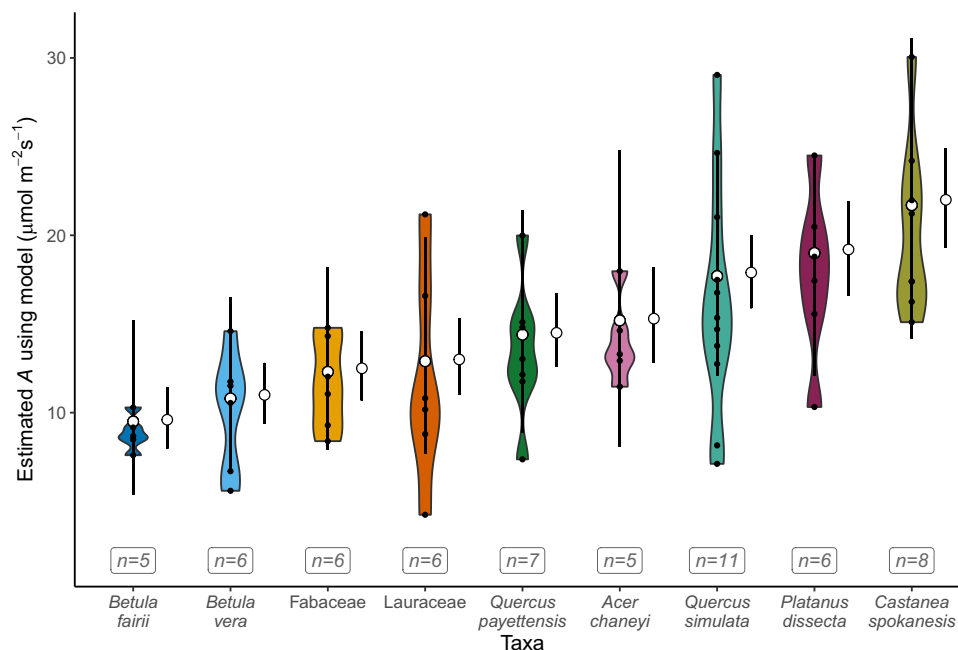 Estimated A using model (µmol m⁻²s⁻¹)
30
20
10
n=5 n=6 n=6 n=6 n=7 n=5 n=11 n=6 n=8
Betula Betula Fabaceae Lauraceae Quercus Acer Quercus Platanus Castanea
fairii vera payettensis chaneyi simulata dissecta spokanesis
Taxa